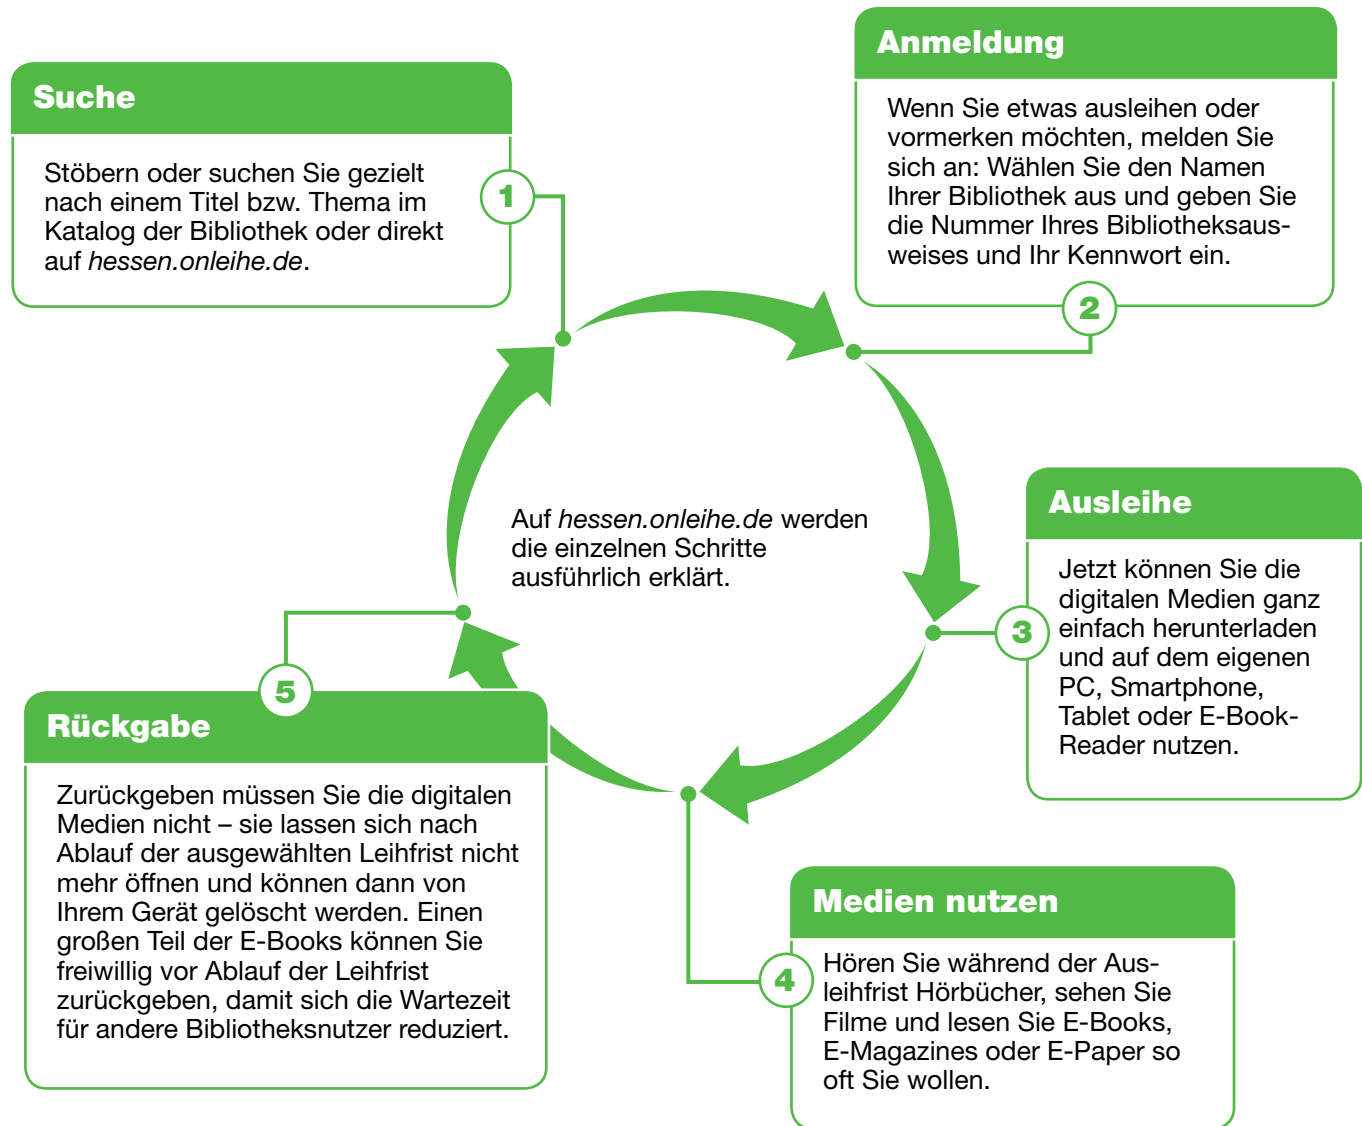 Suche
Stöbern oder suchen Sie gezielt
nach einem Titel bzw. Thema im
Katalog der Bibliothek oder direkt
auf hessen.onleihe.de.
1
Anmeldung
Wenn Sie etwas ausleihen oder
vormerken möchten, melden Sie
sich an: Wählen Sie den Namen
Ihrer Bibliothek aus und geben Sie
die Nummer Ihres Bibliotheksaus-
weises und Ihr Kennwort ein.
2
Auf hessen.onleihe.de werden
die einzelnen Schritte
ausführlich erklärt.
Ausleihe
Jetzt können Sie die
digitalen Medien ganz
einfach herunterladen
und auf dem eigenen
PC, Smartphone,
Tablet oder E-Book-
Reader nutzen.
3
Medien nutzen
Hören Sie während der Aus-
leihfrist Hörbücher, sehen Sie
Filme und lesen Sie E-Books,
E-Magazines oder E-Paper so
oft Sie wollen.
4
5
Rückgabe
Zurückgeben müssen Sie die digitalen
Medien nicht – sie lassen sich nach
Ablauf der ausgewählten Leihfrist nicht
mehr öffnen und können dann von
Ihrem Gerät gelöscht werden. Einen
großen Teil der E-Books können Sie
freiwillig vor Ablauf der Leihfrist
zurückgeben, damit sich die Wartezeit
für andere Bibliotheksnutzer reduziert.